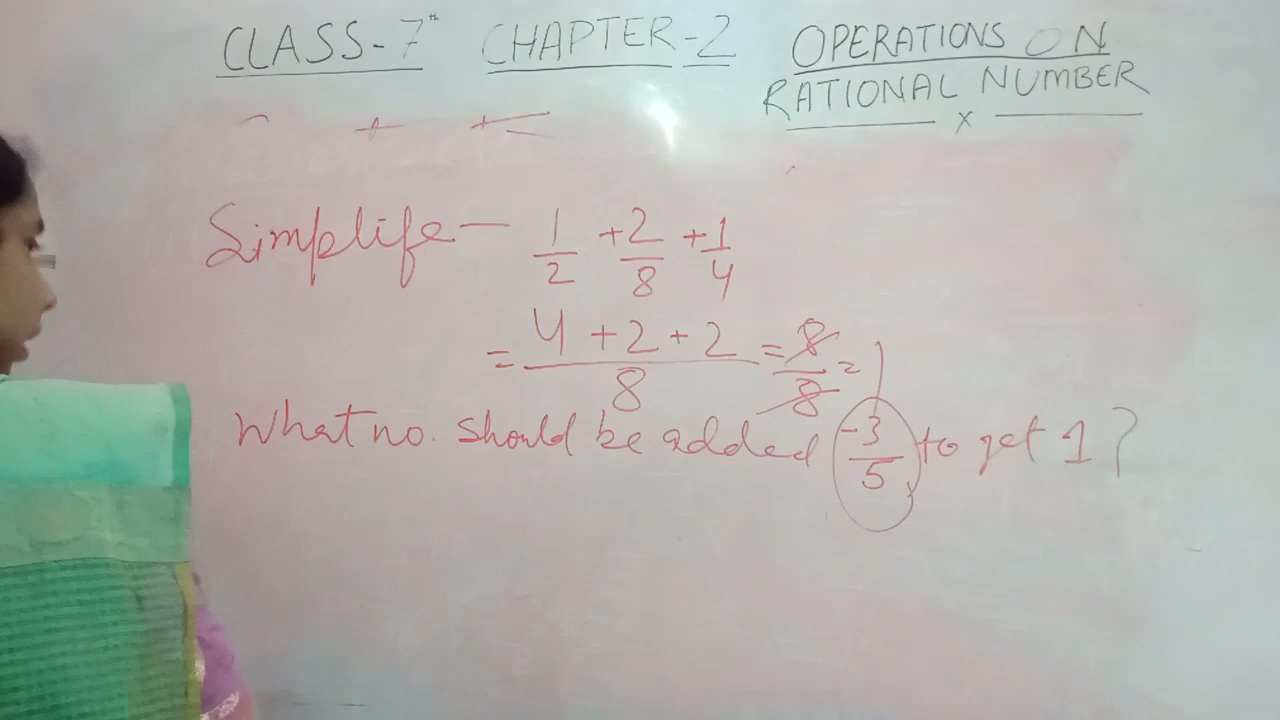 CLASS-7th CHAPTER-2 OPERATIONS ON
RATIONAL NUMBER
x
Simplife — 1/2 + 2/8 + 1/4
= 4 + 2 + 2/8 = 8/8 = 1
What no. should be added -3/5 to get 1?